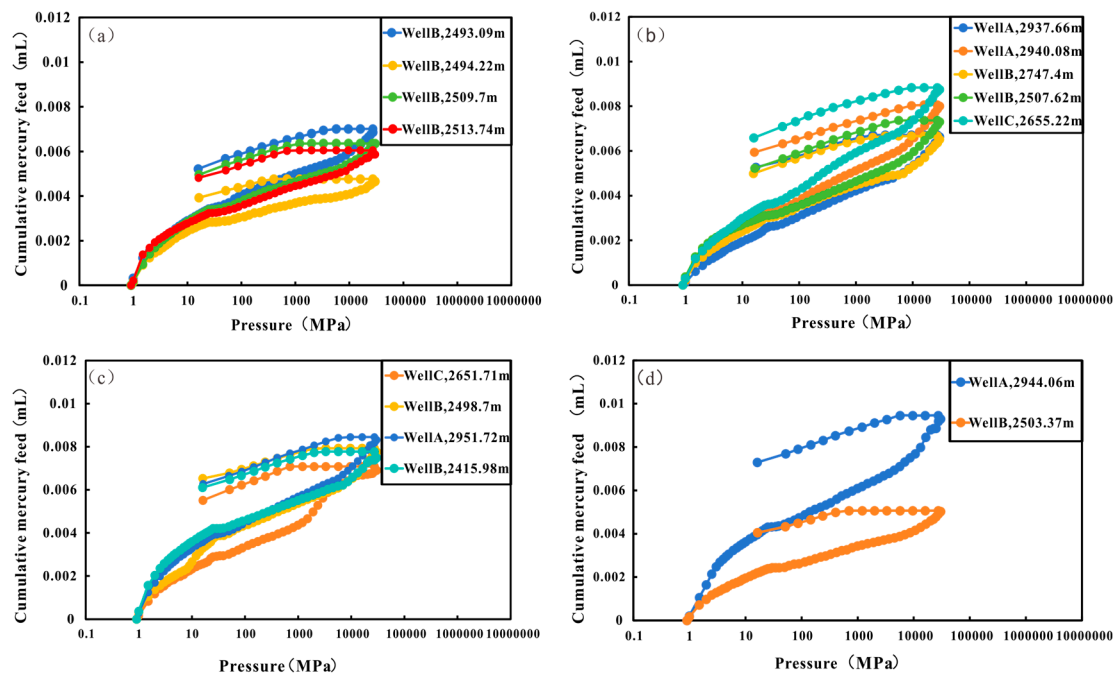 (a)
Cumulative mercury feed (mL)
0.012
0.01
0.008
0.006
0.004
0.002
0
0.1
1
10
100
1000
10000
100000
1000000
10000000
Pressure (MPa)
WellB,2493.09m
WellB,2494.22m
WellB,2509.7m
WellB,2513.74m
(b)
Cumulative mercury feed (mL)
0.012
0.01
0.008
0.006
0.004
0.002
0
0.1
1
10
100
1000
10000
100000
1000000
10000000
Pressure (MPa)
WellA,2937.66m
WellA,2940.08m
WellB,2747.4m
WellB,2507.62m
WellC,2655.22m
(c)
Cumulative mercury feed (mL)
0.012
0.01
0.008
0.006
0.004
0.002
0
0.1
1
10
100
1000
10000
100000
1000000
10000000
Pressure(MPa)
WellC,2651.71m
WellB,2498.7m
WellA,2951.72m
WellB,2415.98m
(d)
Cumulative mercury feed (mL)
0.012
0.01
0.008
0.006
0.004
0.002
0
0.1
1
10
100
1000
10000
100000
1000000
10000000
Pressure (MPa)
WellA,2944.06m
WellB,2503.37m